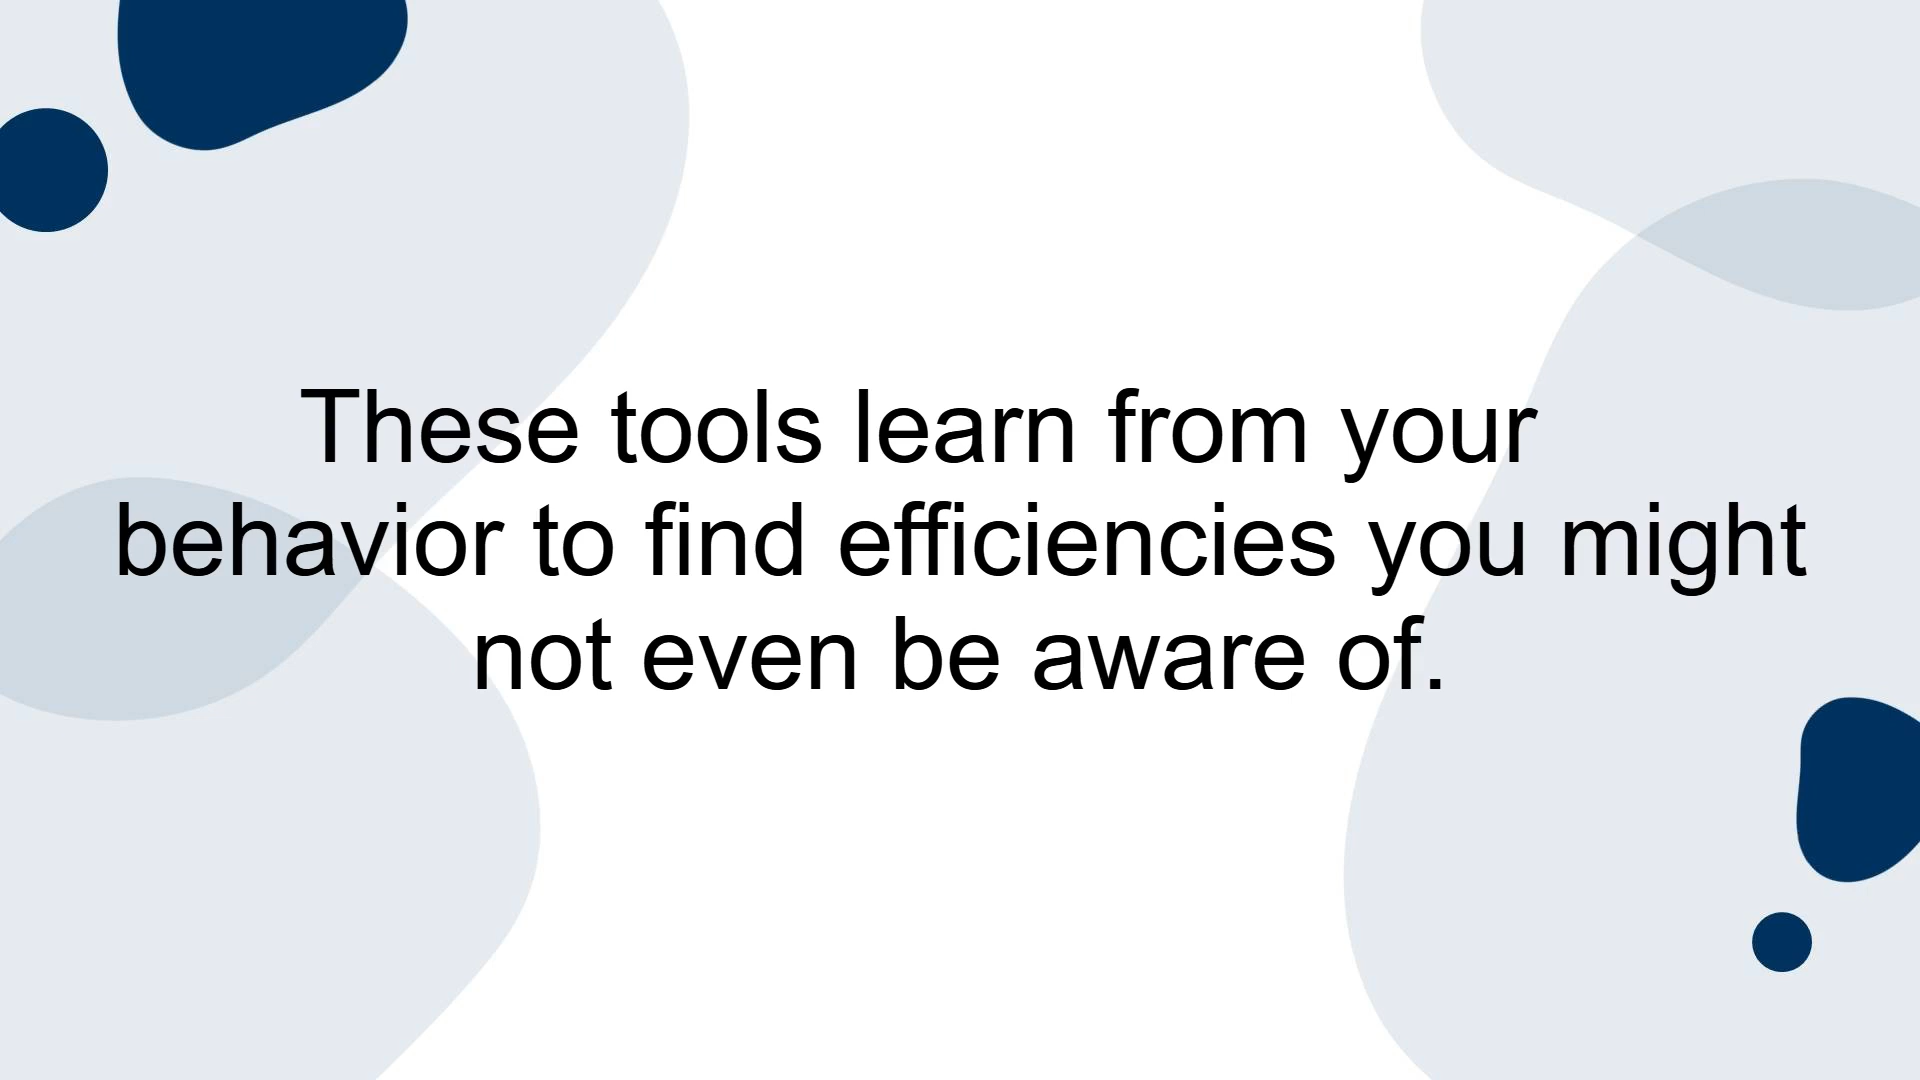 These tools learn from your
behavior to find efficiencies you might
not even be aware of.